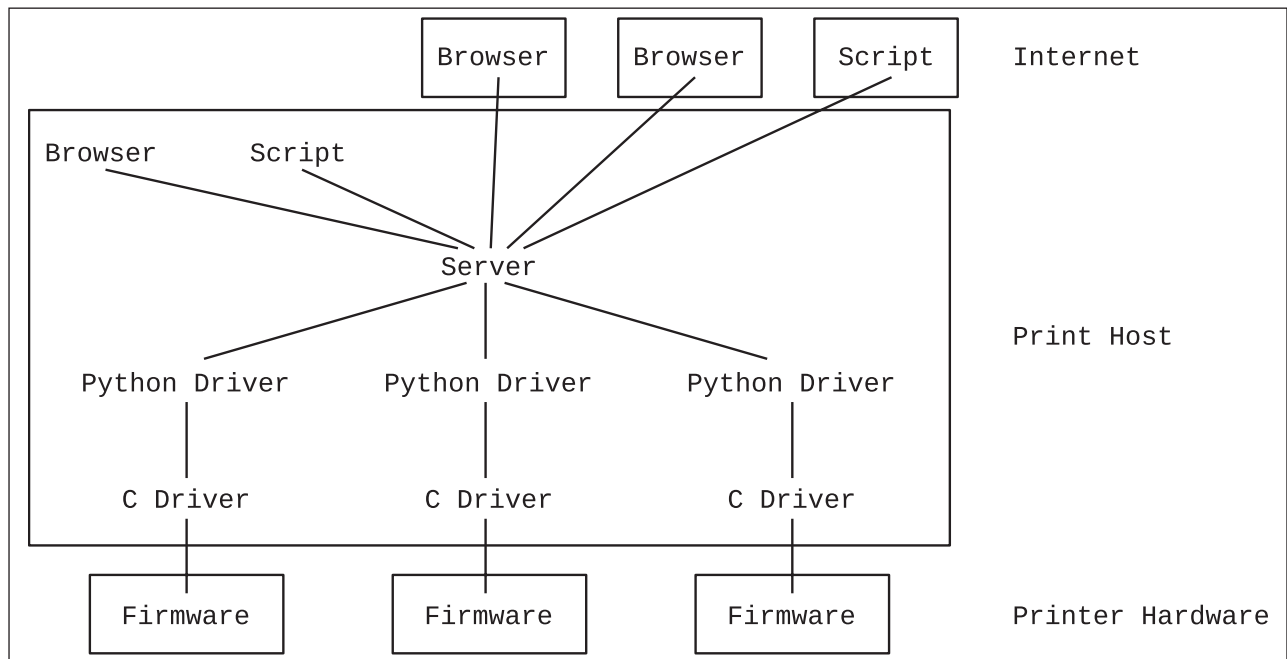 Browser Browser Script Internet
Browser Script
Server
Print Host
Python Driver Python Driver Python Driver
C Driver C Driver C Driver
Firmware Firmware Firmware Printer Hardware